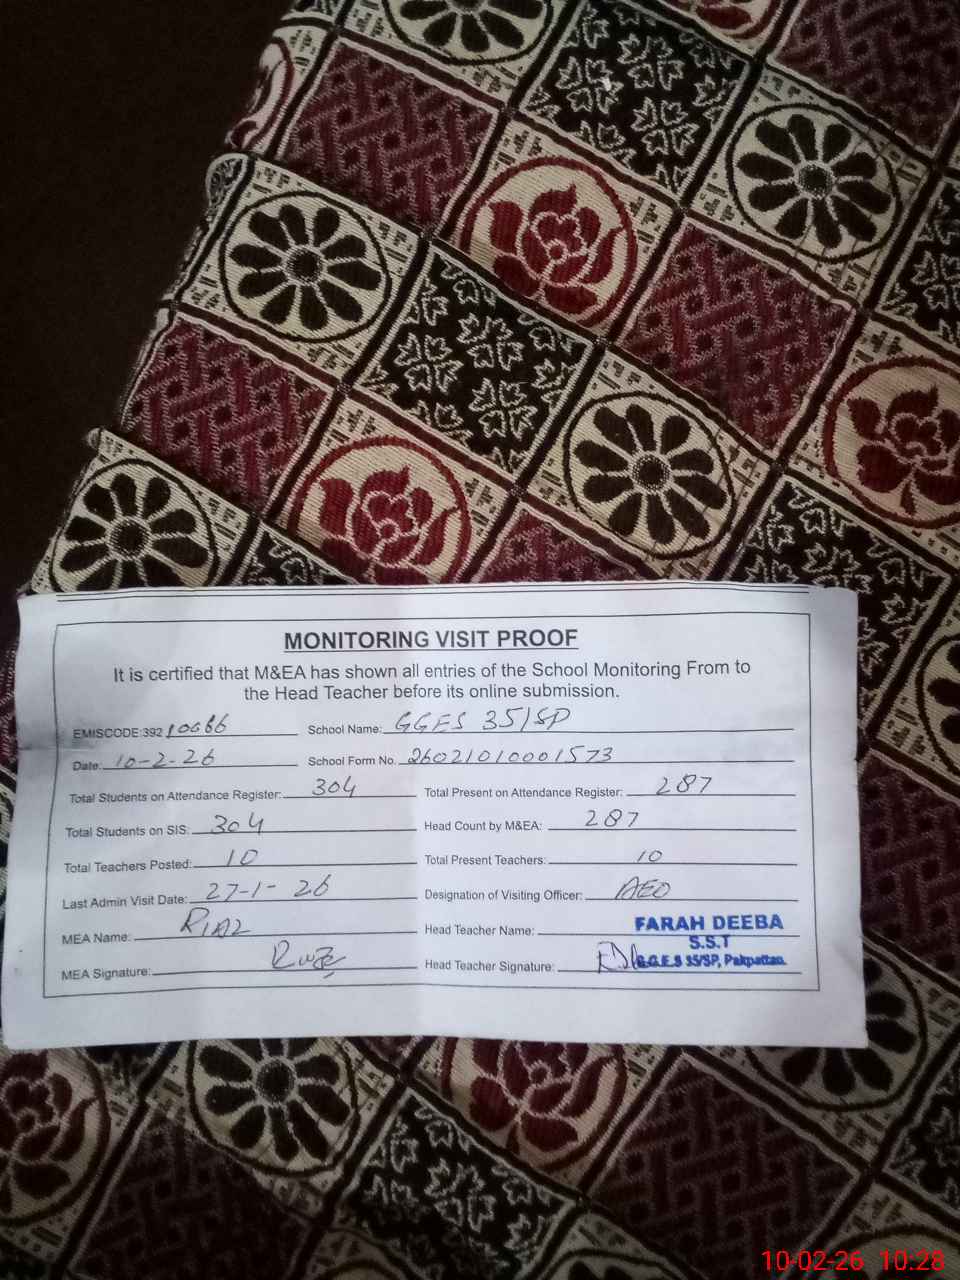 MONITORING VISIT PROOF
It is certified that M&EA has shown all entries of the School Monitoring From to
the Head Teacher before its online submission.
EMISCODE:392 10066 School Name: GGES 35/SP
Date: 10-2-26 School Form No. 26021010001573
Total Students on Attendance Register: 304 Total Present on Attendance Register: 287
Total Students on SIS: 304 Head Count by M&EA: 287
Total Teachers Posted: 10 Total Present Teachers: 10
Last Admin Visit Date: 27-1-26 Designation of Visiting Officer: AEO
MEA Name: RIAZ Head Teacher Name: FARAH DEEBA
S.S.T
MEA Signature: Head Teacher Signature: G.G.E.S 35/SP, Pakpattan.
10-02-26 10:28